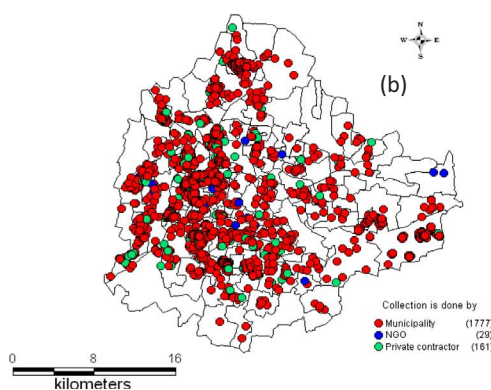 N
W E
S
(b)
Collection is done by
Municipality (1777)
NGO (29)
Private contractor (161)
0 8 16
kilometers